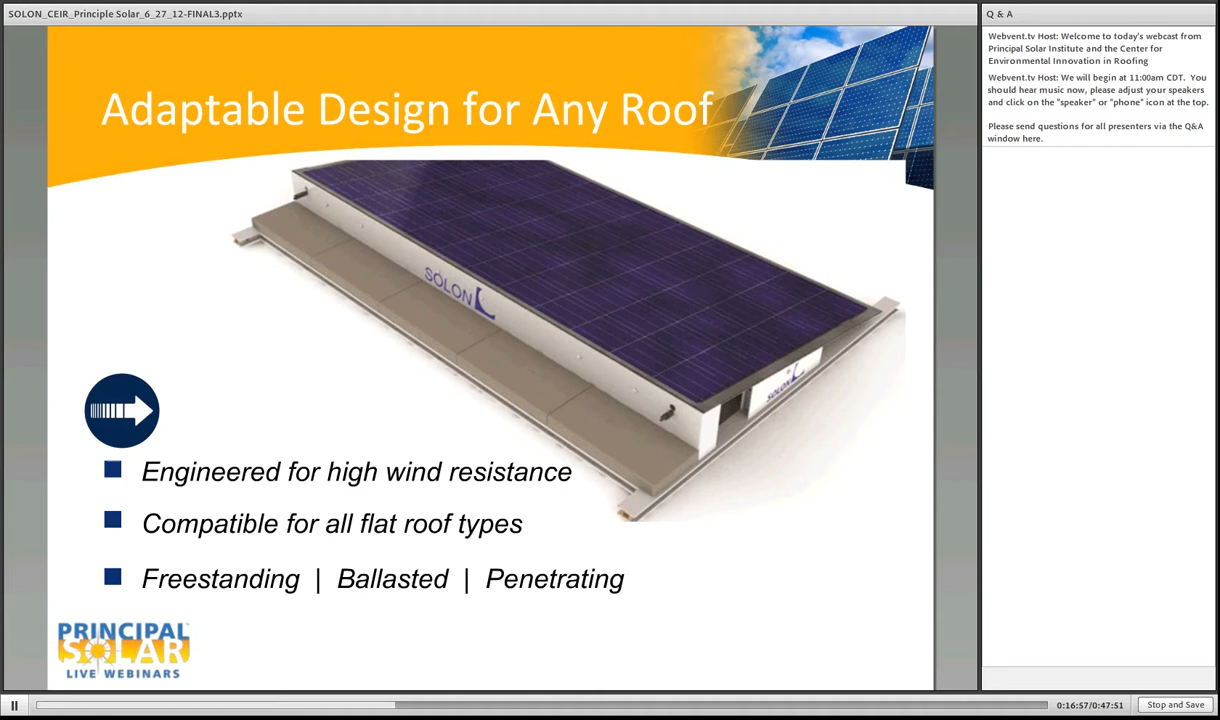 SOLON_CEIR_Principle Solar_6_27_12-FINAL3.pptx
Adaptable Design for Any Roof
SOLON
SOLON
Engineered for high wind resistance
Compatible for all flat roof types
Freestanding | Ballasted | Penetrating
PRINCIPAL
SOLAR
LIVE WEBINARS
Q & A
Webvent.tv Host: Welcome to today's webcast from
Principal Solar Institute and the Center for
Environmental Innovation in Roofing
Webvent.tv Host: We will begin at 11:00am CDT. You
should hear music now, please adjust your speakers
and click on the "speaker" or "phone" icon at the top.
Please send questions for all presenters via the Q&A
window here.
0:16:57/0:47:51
Stop and Save